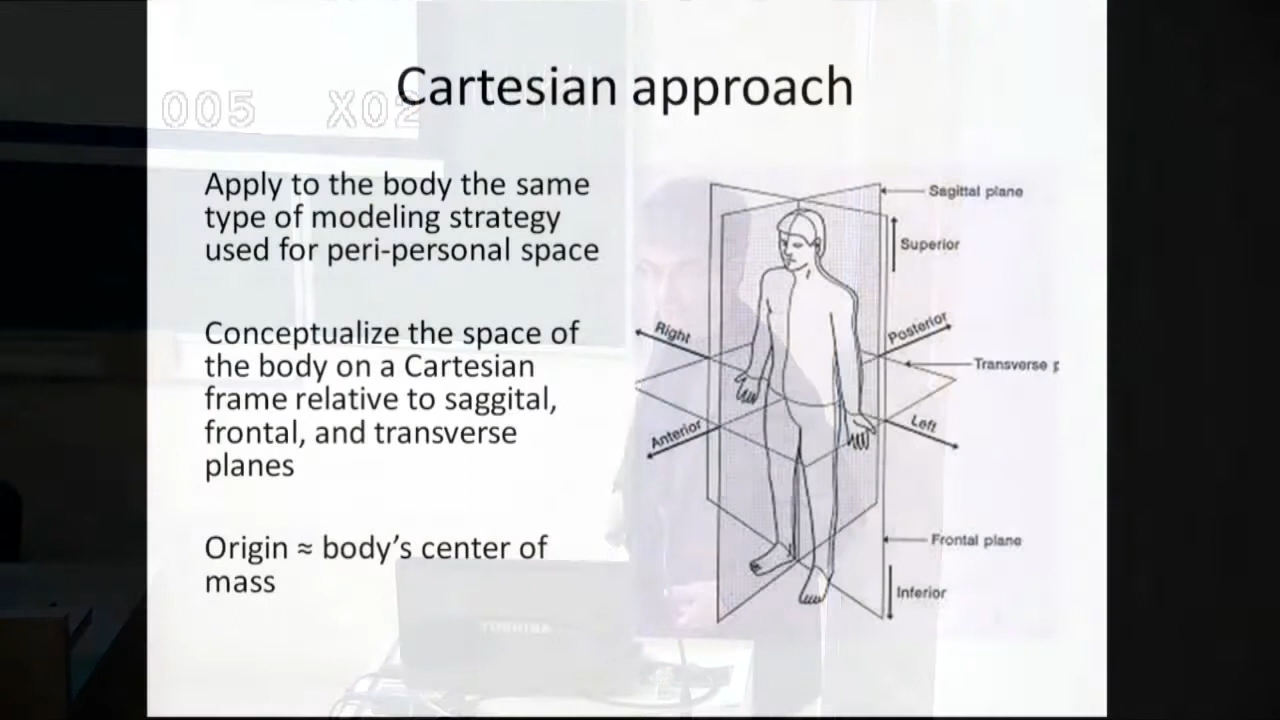 Cartesian approach
005 X02
Apply to the body the same
type of modeling strategy
used for peri-personal space
Conceptualize the space of
the body on a Cartesian
frame relative to saggital,
frontal, and transverse
planes
Origin ≈ body's center of
mass
Sagittal plane
Superior
Right
Posterior
Transverse p
Anterior
Left
Frontal plane
Inferior
TOSHIBA